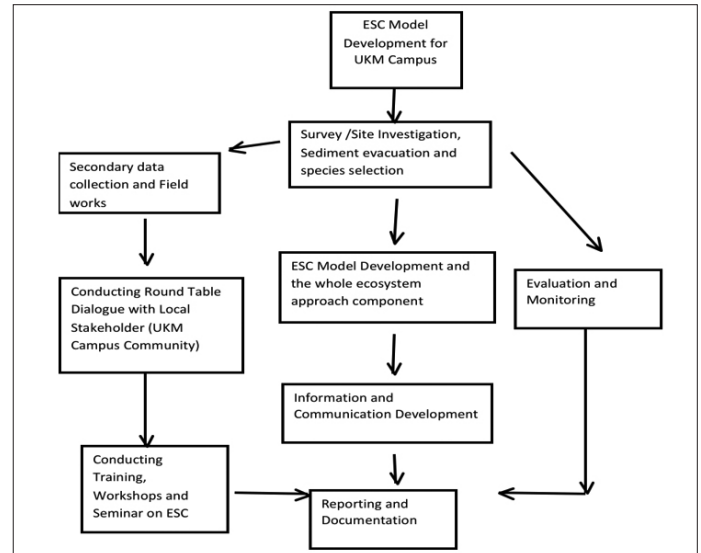 ESC Model
Development for
UKM Campus
Survey /Site Investigation,
Sediment evacuation and
species selection
Secondary data
collection and Field
works
ESC Model Development and
the whole ecosystem
approach component
Evaluation and
Monitoring
Conducting Round Table
Dialogue with Local
Stakeholder (UKM
Campus Community)
Information and
Communication Development
Conducting
Training,
Workshops and
Seminar on ESC
Reporting and
Documentation